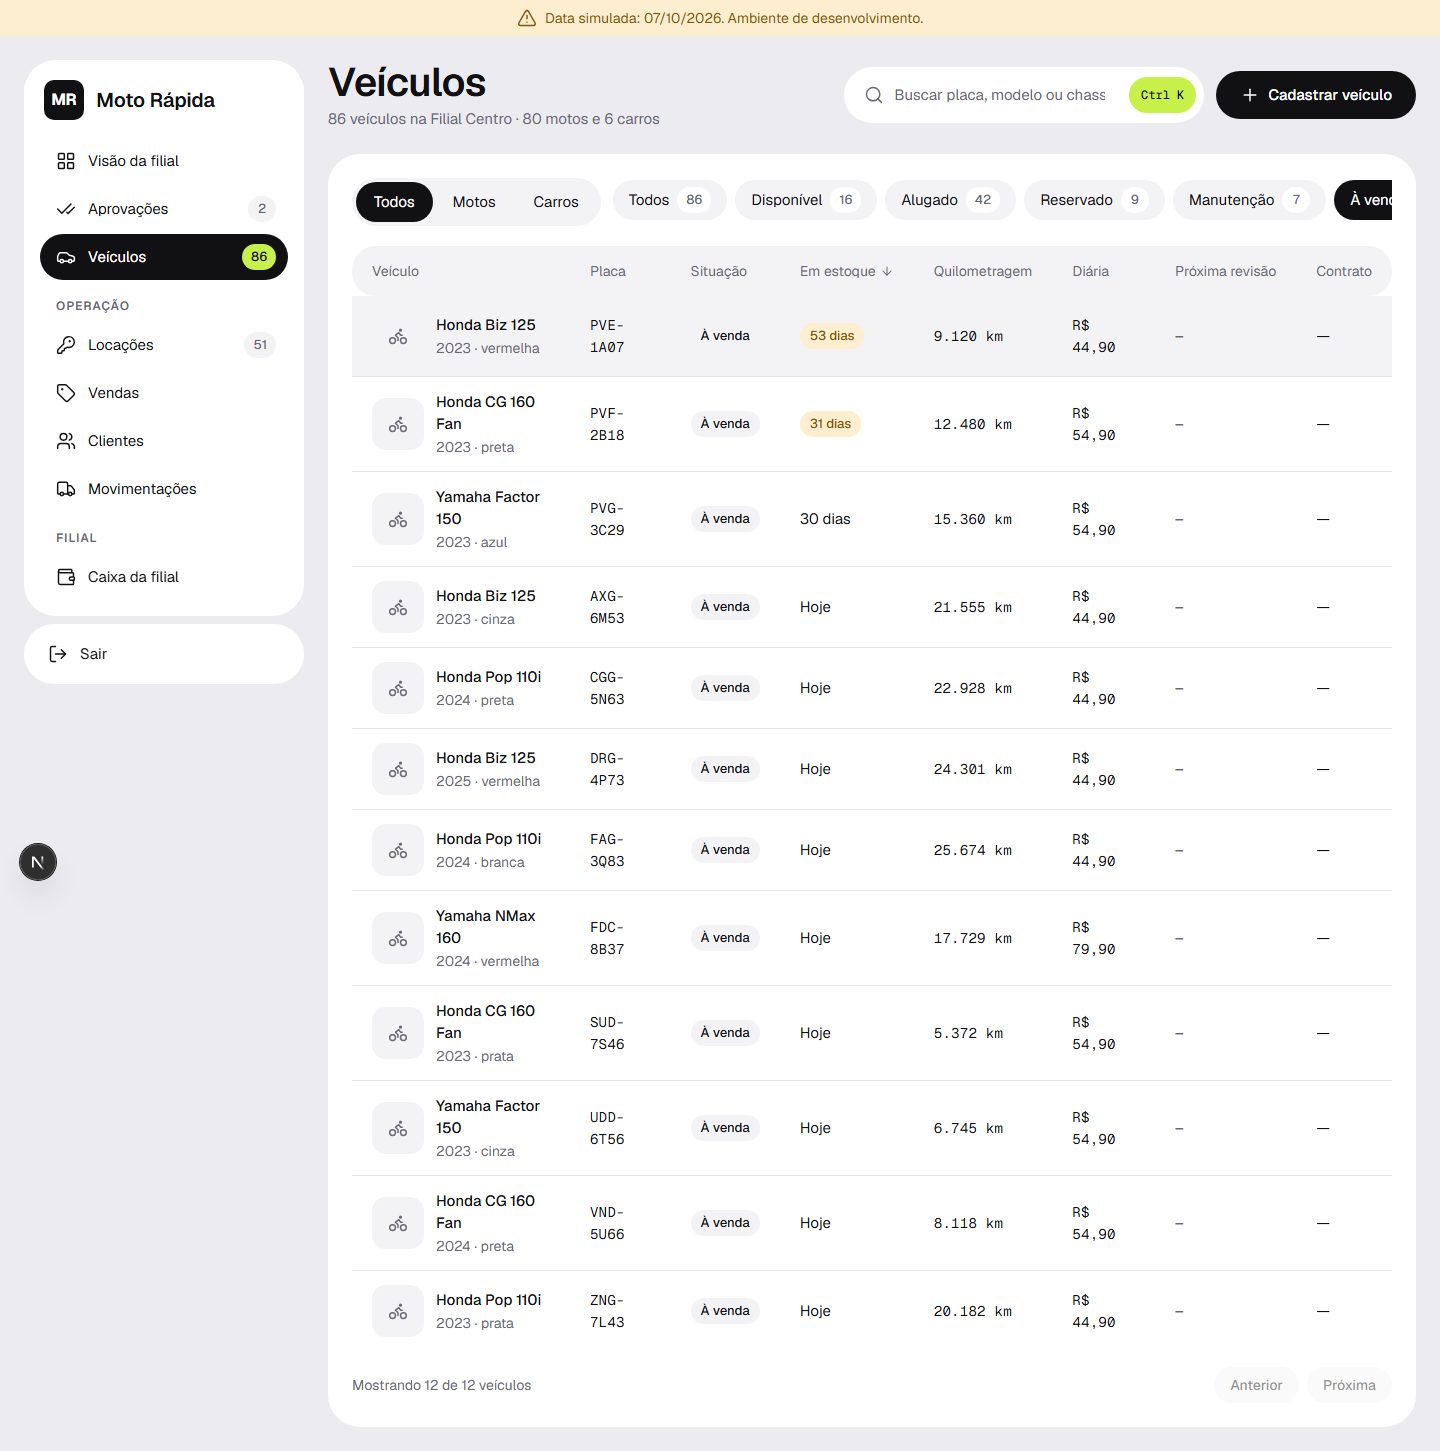 Data simulada: 07/10/2026. Ambiente de desenvolvimento.
MR Moto Rápida
Visão da filial
Aprovações 2
Veículos 86
OPERAÇÃO
Locações 51
Vendas
Clientes
Movimentações
FILIAL
Caixa da filial
Sair
N
Veículos
86 veículos na Filial Centro · 80 motos e 6 carros
Buscar placa, modelo ou chass
Ctrl K
Cadastrar veículo
Todos Motos Carros
Todos 86 Disponível 16 Alugado 42 Reservado 9 Manutenção 7 À venc
Veículo Placa Situação Em estoque ↓ Quilometragem Diária Próxima revisão Contrato
Honda Biz 125
2023 · vermelha
PVE-
1A07
À venda
53 dias
9.120 km
R$
44,90
–
—
Honda CG 160
Fan
2023 · preta
PVF-
2B18
À venda
31 dias
12.480 km
R$
54,90
–
—
Yamaha Factor
150
2023 · azul
PVG-
3C29
À venda
30 dias
15.360 km
R$
54,90
–
—
Honda Biz 125
2023 · cinza
AXG-
6M53
À venda
Hoje
21.555 km
R$
44,90
–
—
Honda Pop 110i
2024 · preta
CGG-
5N63
À venda
Hoje
22.928 km
R$
44,90
–
—
Honda Biz 125
2025 · vermelha
DRG-
4P73
À venda
Hoje
24.301 km
R$
44,90
–
—
Honda Pop 110i
2024 · branca
FAG-
3Q83
À venda
Hoje
25.674 km
R$
44,90
–
—
Yamaha NMax
160
2024 · vermelha
FDC-
8B37
À venda
Hoje
17.729 km
R$
79,90
–
—
Honda CG 160
Fan
2023 · prata
SUD-
7S46
À venda
Hoje
5.372 km
R$
54,90
–
—
Yamaha Factor
150
2023 · cinza
UDD-
6T56
À venda
Hoje
6.745 km
R$
54,90
–
—
Honda CG 160
Fan
2024 · preta
VND-
5U66
À venda
Hoje
8.118 km
R$
54,90
–
—
Honda Pop 110i
2023 · prata
ZNG-
7L43
À venda
Hoje
20.182 km
R$
44,90
–
—
Mostrando 12 de 12 veículos
Anterior Próxima